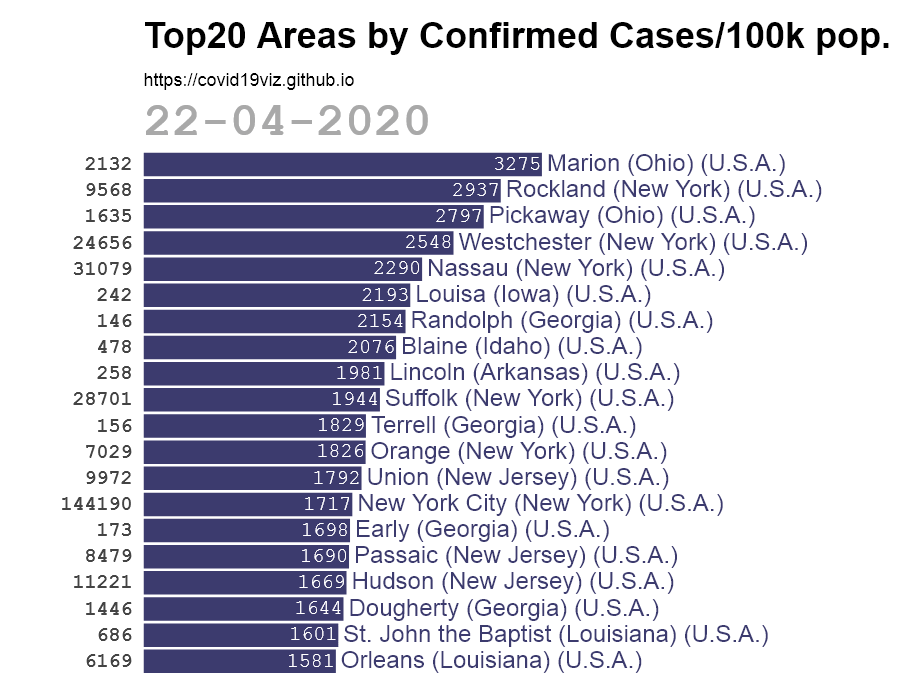 Top20 Areas by Confirmed Cases/100k pop.
https://covid19viz.github.io
22-04-2020
2132 3275 Marion (Ohio) (U.S.A.)
9568 2937 Rockland (New York) (U.S.A.)
1635 2797 Pickaway (Ohio) (U.S.A.)
24656 2548 Westchester (New York) (U.S.A.)
31079 2290 Nassau (New York) (U.S.A.)
242 2193 Louisa (Iowa) (U.S.A.)
146 2154 Randolph (Georgia) (U.S.A.)
478 2076 Blaine (Idaho) (U.S.A.)
258 1981 Lincoln (Arkansas) (U.S.A.)
28701 1944 Suffolk (New York) (U.S.A.)
156 1829 Terrell (Georgia) (U.S.A.)
7029 1826 Orange (New York) (U.S.A.)
9972 1792 Union (New Jersey) (U.S.A.)
144190 1717 New York City (New York) (U.S.A.)
173 1698 Early (Georgia) (U.S.A.)
8479 1690 Passaic (New Jersey) (U.S.A.)
11221 1669 Hudson (New Jersey) (U.S.A.)
1446 1644 Dougherty (Georgia) (U.S.A.)
686 1601 St. John the Baptist (Louisiana) (U.S.A.)
6169 1581 Orleans (Louisiana) (U.S.A.)